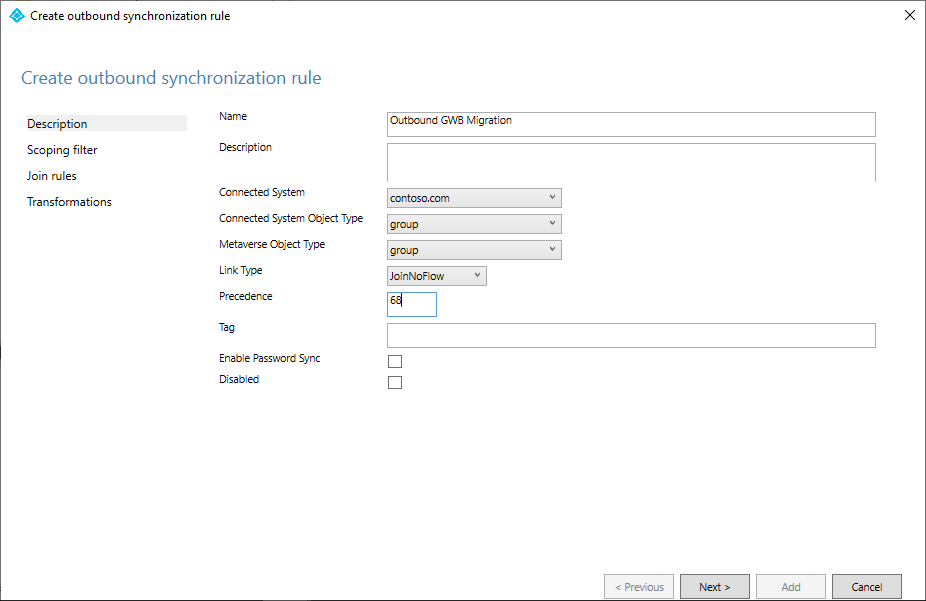 Create outbound synchronization rule
Create outbound synchronization rule
Description
Scoping filter
Join rules
Transformations
Name
Outbound GWB Migration
Description
Connected System
contoso.com
Connected System Object Type
group
Metaverse Object Type
group
Link Type
JoinNoFlow
Precedence
68
Tag
Enable Password Sync
Disabled
< Previous
Next >
Add
Cancel